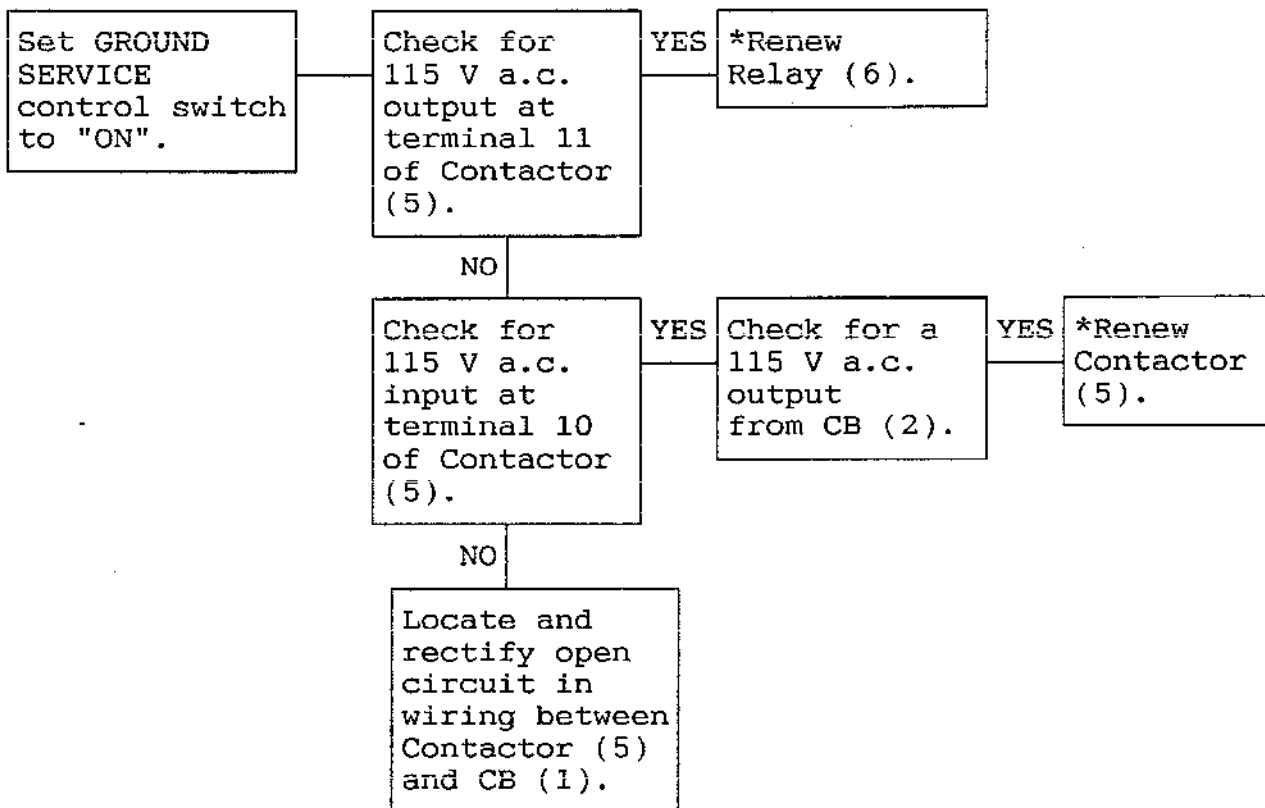 Set GROUND
SERVICE
control switch
to "ON".
Check for
115 V a.c.
output at
terminal 11
of Contactor
(5).
YES
*Renew
Relay (6).
NO
Check for
115 V a.c.
input at
terminal 10
of Contactor
(5).
YES
Check for a
115 V a.c.
output
from CB (2).
YES
*Renew
Contactor
(5).
NO
Locate and
rectify open
circuit in
wiring between
Contactor (5)
and CB (1).